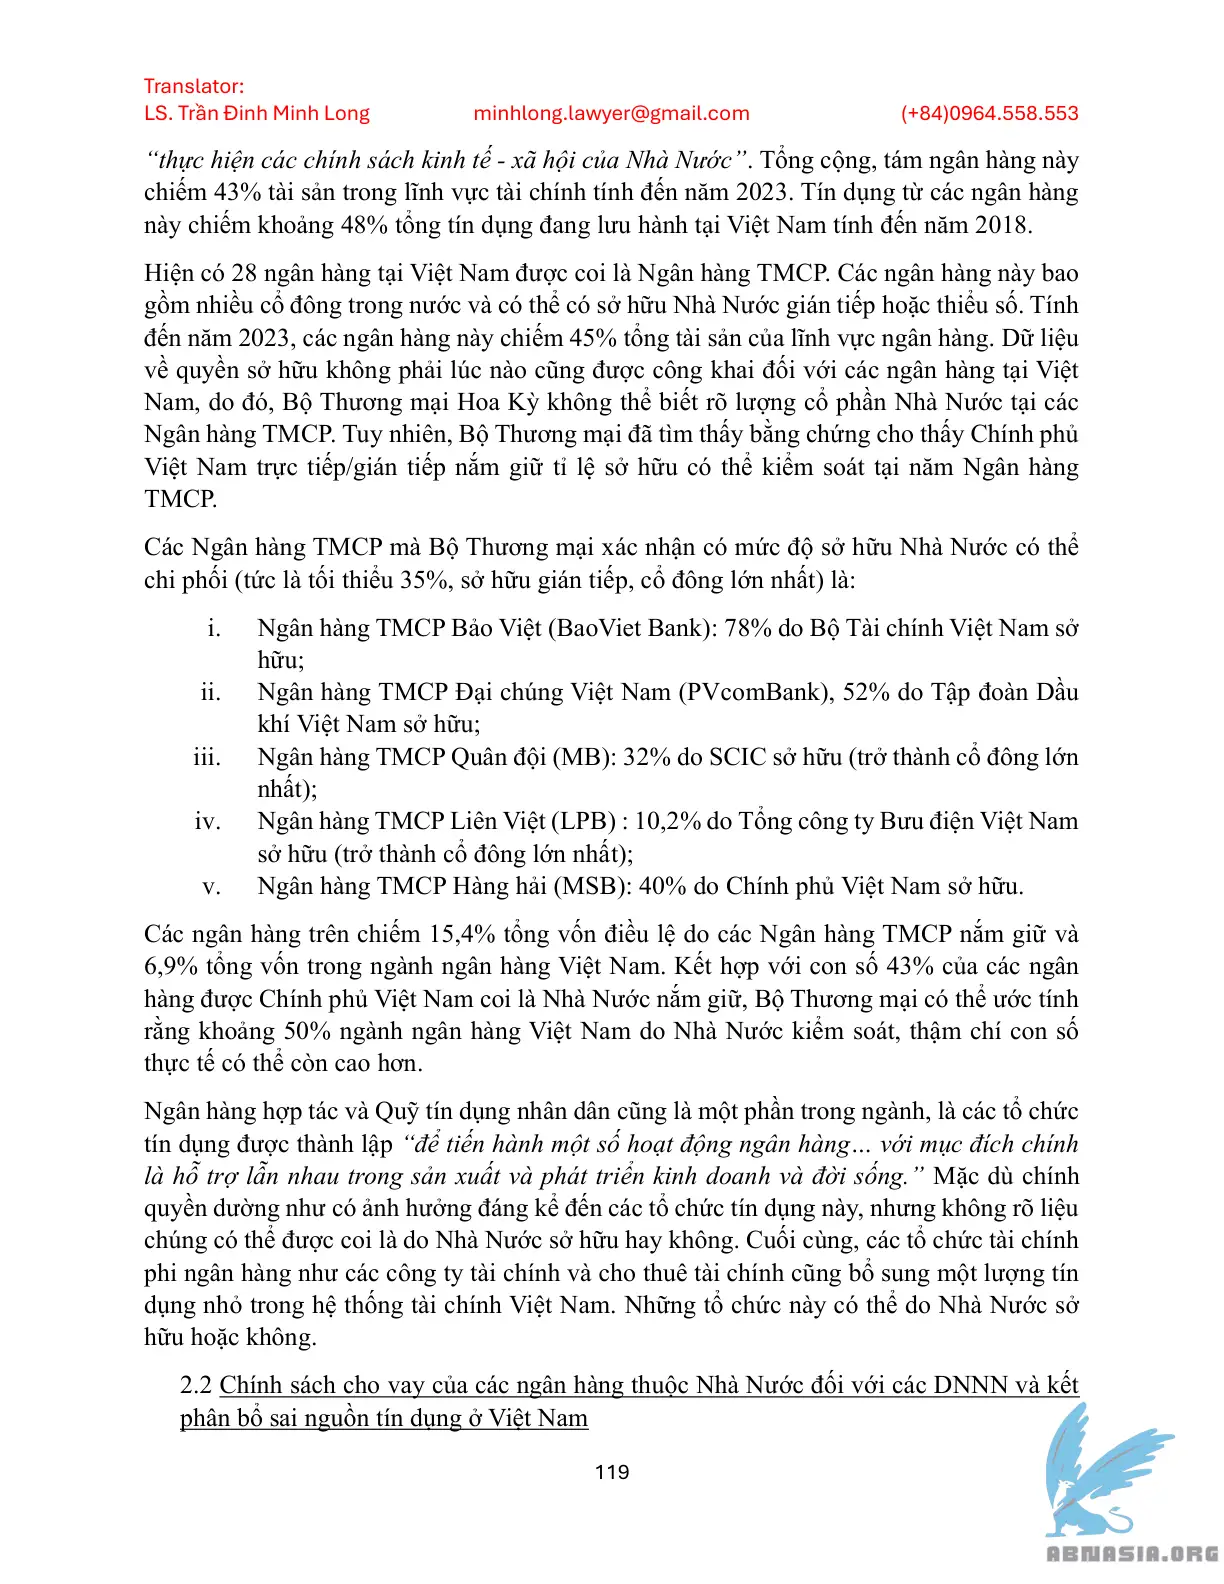 Translator:
LS. Trần Đinh Minh Long minhlong.lawyer@gmail.com (+84)0964.558.553
“thực hiện các chính sách kinh tế - xã hội của Nhà Nước”. Tổng cộng, tám ngân hàng này
chiếm 43% tài sản trong lĩnh vực tài chính tính đến năm 2023. Tín dụng từ các ngân hàng
này chiếm khoảng 48% tổng tín dụng đang lưu hành tại Việt Nam tính đến năm 2018.
Hiện có 28 ngân hàng tại Việt Nam được coi là Ngân hàng TMCP. Các ngân hàng này bao
gồm nhiều cổ đông trong nước và có thể có sở hữu Nhà Nước gián tiếp hoặc thiểu số. Tính
đến năm 2023, các ngân hàng này chiếm 45% tổng tài sản của lĩnh vực ngân hàng. Dữ liệu
về quyền sở hữu không phải lúc nào cũng được công khai đối với các ngân hàng tại Việt
Nam, do đó, Bộ Thương mại Hoa Kỳ không thể biết rõ lượng cổ phần Nhà Nước tại các
Ngân hàng TMCP. Tuy nhiên, Bộ Thương mại đã tìm thấy bằng chứng cho thấy Chính phủ
Việt Nam trực tiếp/gián tiếp nắm giữ tỉ lệ sở hữu có thể kiểm soát tại năm Ngân hàng
TMCP.
Các Ngân hàng TMCP mà Bộ Thương mại xác nhận có mức độ sở hữu Nhà Nước có thể
chi phối (tức là tối thiểu 35%, sở hữu gián tiếp, cổ đông lớn nhất) là:
i. Ngân hàng TMCP Bảo Việt (BaoViet Bank): 78% do Bộ Tài chính Việt Nam sở
hữu;
ii. Ngân hàng TMCP Đại chúng Việt Nam (PVcomBank), 52% do Tập đoàn Dầu
khí Việt Nam sở hữu;
iii. Ngân hàng TMCP Quân đội (MB): 32% do SCIC sở hữu (trở thành cổ đông lớn
nhất);
iv. Ngân hàng TMCP Liên Việt (LPB) : 10,2% do Tổng công ty Bưu điện Việt Nam
sở hữu (trở thành cổ đông lớn nhất);
v. Ngân hàng TMCP Hàng hải (MSB): 40% do Chính phủ Việt Nam sở hữu.
Các ngân hàng trên chiếm 15,4% tổng vốn điều lệ do các Ngân hàng TMCP nắm giữ và
6,9% tổng vốn trong ngành ngân hàng Việt Nam. Kết hợp với con số 43% của các ngân
hàng được Chính phủ Việt Nam coi là Nhà Nước nắm giữ, Bộ Thương mại có thể ước tính
rằng khoảng 50% ngành ngân hàng Việt Nam do Nhà Nước kiểm soát, thậm chí con số
thực tế có thể còn cao hơn.
Ngân hàng hợp tác và Quỹ tín dụng nhân dân cũng là một phần trong ngành, là các tổ chức
tín dụng được thành lập “để tiến hành một số hoạt động ngân hàng… với mục đích chính
là hỗ trợ lẫn nhau trong sản xuất và phát triển kinh doanh và đời sống.” Mặc dù chính
quyền dường như có ảnh hưởng đáng kể đến các tổ chức tín dụng này, nhưng không rõ liệu
chúng có thể được coi là do Nhà Nước sở hữu hay không. Cuối cùng, các tổ chức tài chính
phi ngân hàng như các công ty tài chính và cho thuê tài chính cũng bổ sung một lượng tín
dụng nhỏ trong hệ thống tài chính Việt Nam. Những tổ chức này có thể do Nhà Nước sở
hữu hoặc không.
2.2 Chính sách cho vay của các ngân hàng thuộc Nhà Nước đối với các DNNN và kết
phân bổ sai nguồn tín dụng ở Việt Nam
119
ABNASIA.ORG